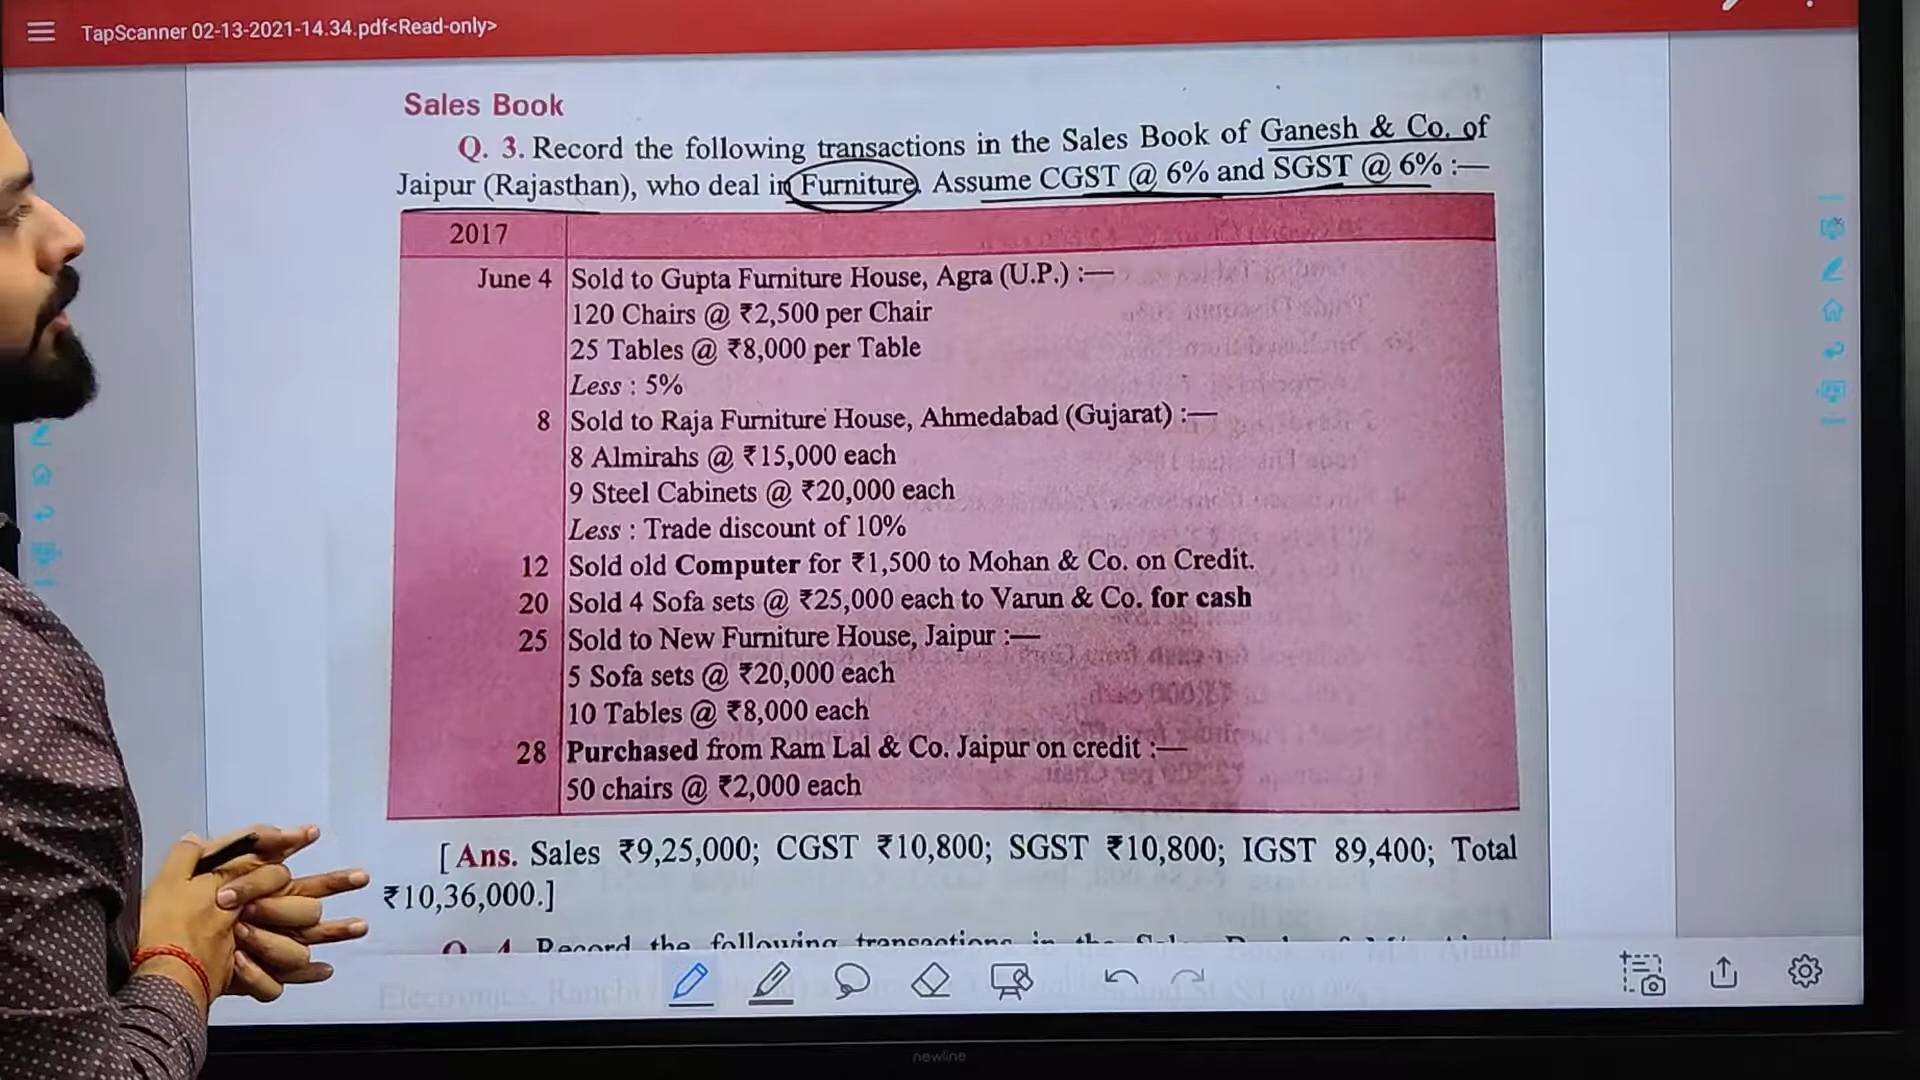 TapScanner 02-13-2021-14.34.pdf<Read-only>
Sales Book
Q. 3. Record the following transactions in the Sales Book of Ganesh & Co. of
Jaipur (Rajasthan), who deal in Furniture. Assume CGST @ 6% and SGST @ 6% :—
2017
June 4 Sold to Gupta Furniture House, Agra (U.P.) :—
120 Chairs @ ₹2,500 per Chair
25 Tables @ ₹8,000 per Table
Less : 5%
8 Sold to Raja Furniture House, Ahmedabad (Gujarat) :—
8 Almirahs @ ₹15,000 each
9 Steel Cabinets @ ₹20,000 each
Less : Trade discount of 10%
12 Sold old Computer for ₹1,500 to Mohan & Co. on Credit.
20 Sold 4 Sofa sets @ ₹25,000 each to Varun & Co. for cash
25 Sold to New Furniture House, Jaipur :—
5 Sofa sets @ ₹20,000 each
10 Tables @ ₹8,000 each
28 Purchased from Ram Lal & Co. Jaipur on credit :—
50 chairs @ ₹2,000 each
[Ans. Sales ₹9,25,000; CGST ₹10,800; SGST ₹10,800; IGST 89,400; Total
₹10,36,000.]
Q. 4. Record the following transactions in the
newline